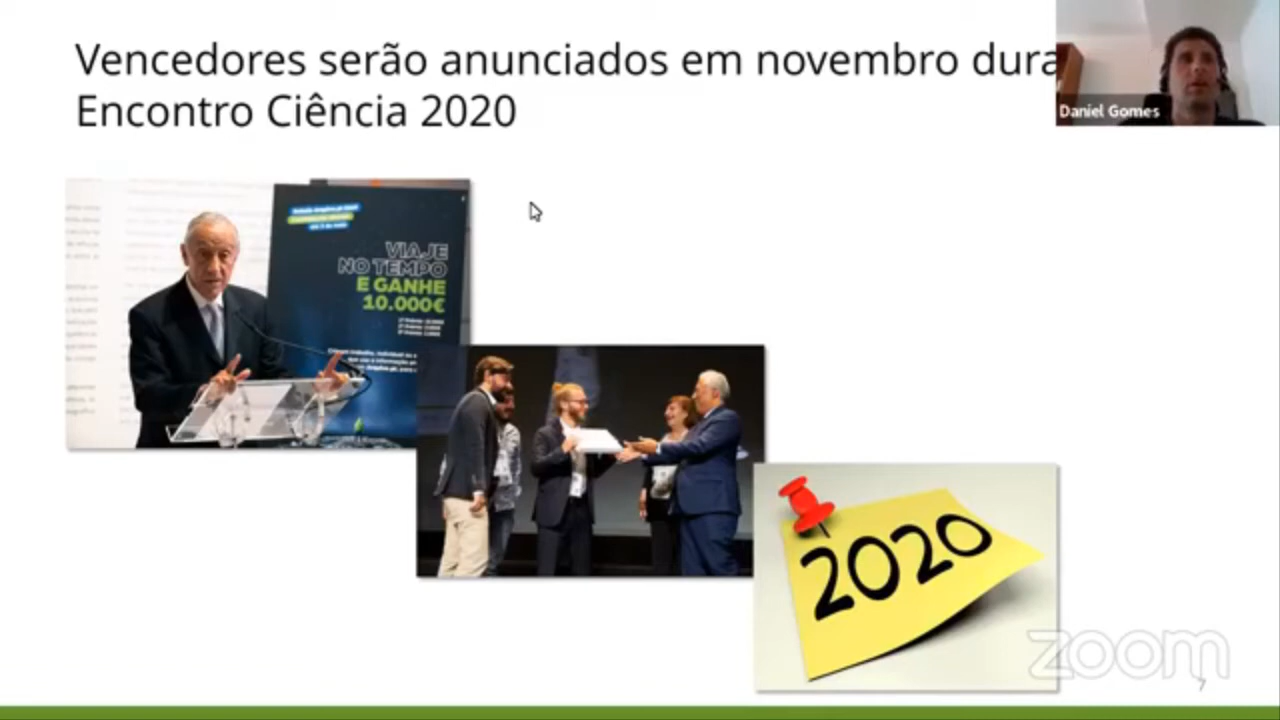 Vencedores serão anunciados em novembro dura
Encontro Ciência 2020
Daniel Gomes
VIAJE
NO TEMPO
E GANHE
10.000€
2020
zoom
7